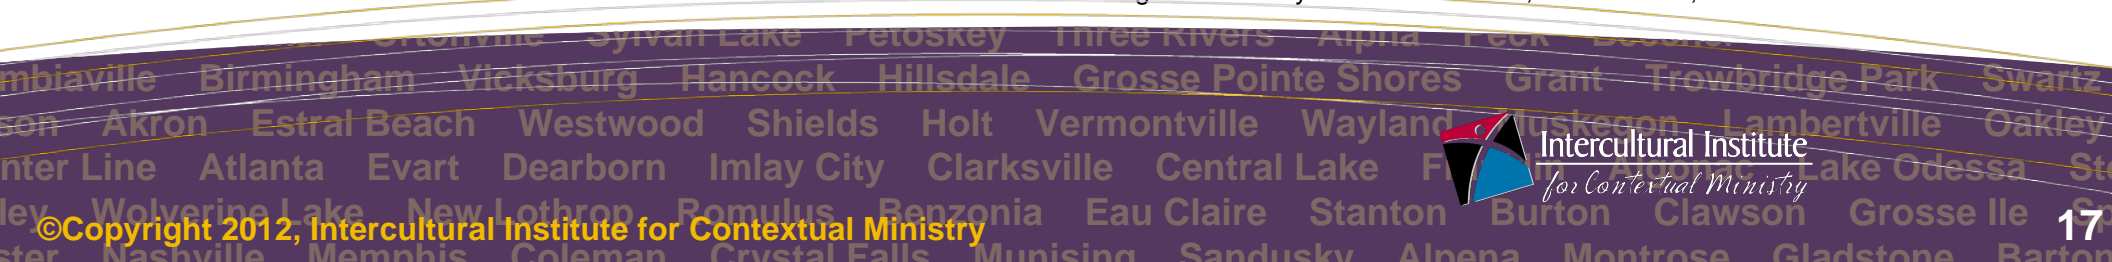 Ortonville Sylvan Lake Petoskey Three Rivers Alpha Peck
mbiaville Birmingham Vicksburg Hancock Hillsdale Grosse Pointe Shores Grant Trowbridge Park Swartz
son Akron Estral Beach Westwood Shields Holt Vermontville Wayland Muskegon Lambertville Oakley
Intercultural Institute
nter Line Atlanta Evart Dearborn Imlay City Clarksville Central Lake Lake Odessa
for Contextual Ministry
ley Wolverine Lake New Lothrop Romulus Benzonia Eau Claire Stanton Burton Clawson Grosse Ile
©Copyright 2012, Intercultural Institute for Contextual Ministry
17
ster Nashville Memphis Coleman Crystal Falls Munising Sandusky Alpena Montrose Gladstone Barton